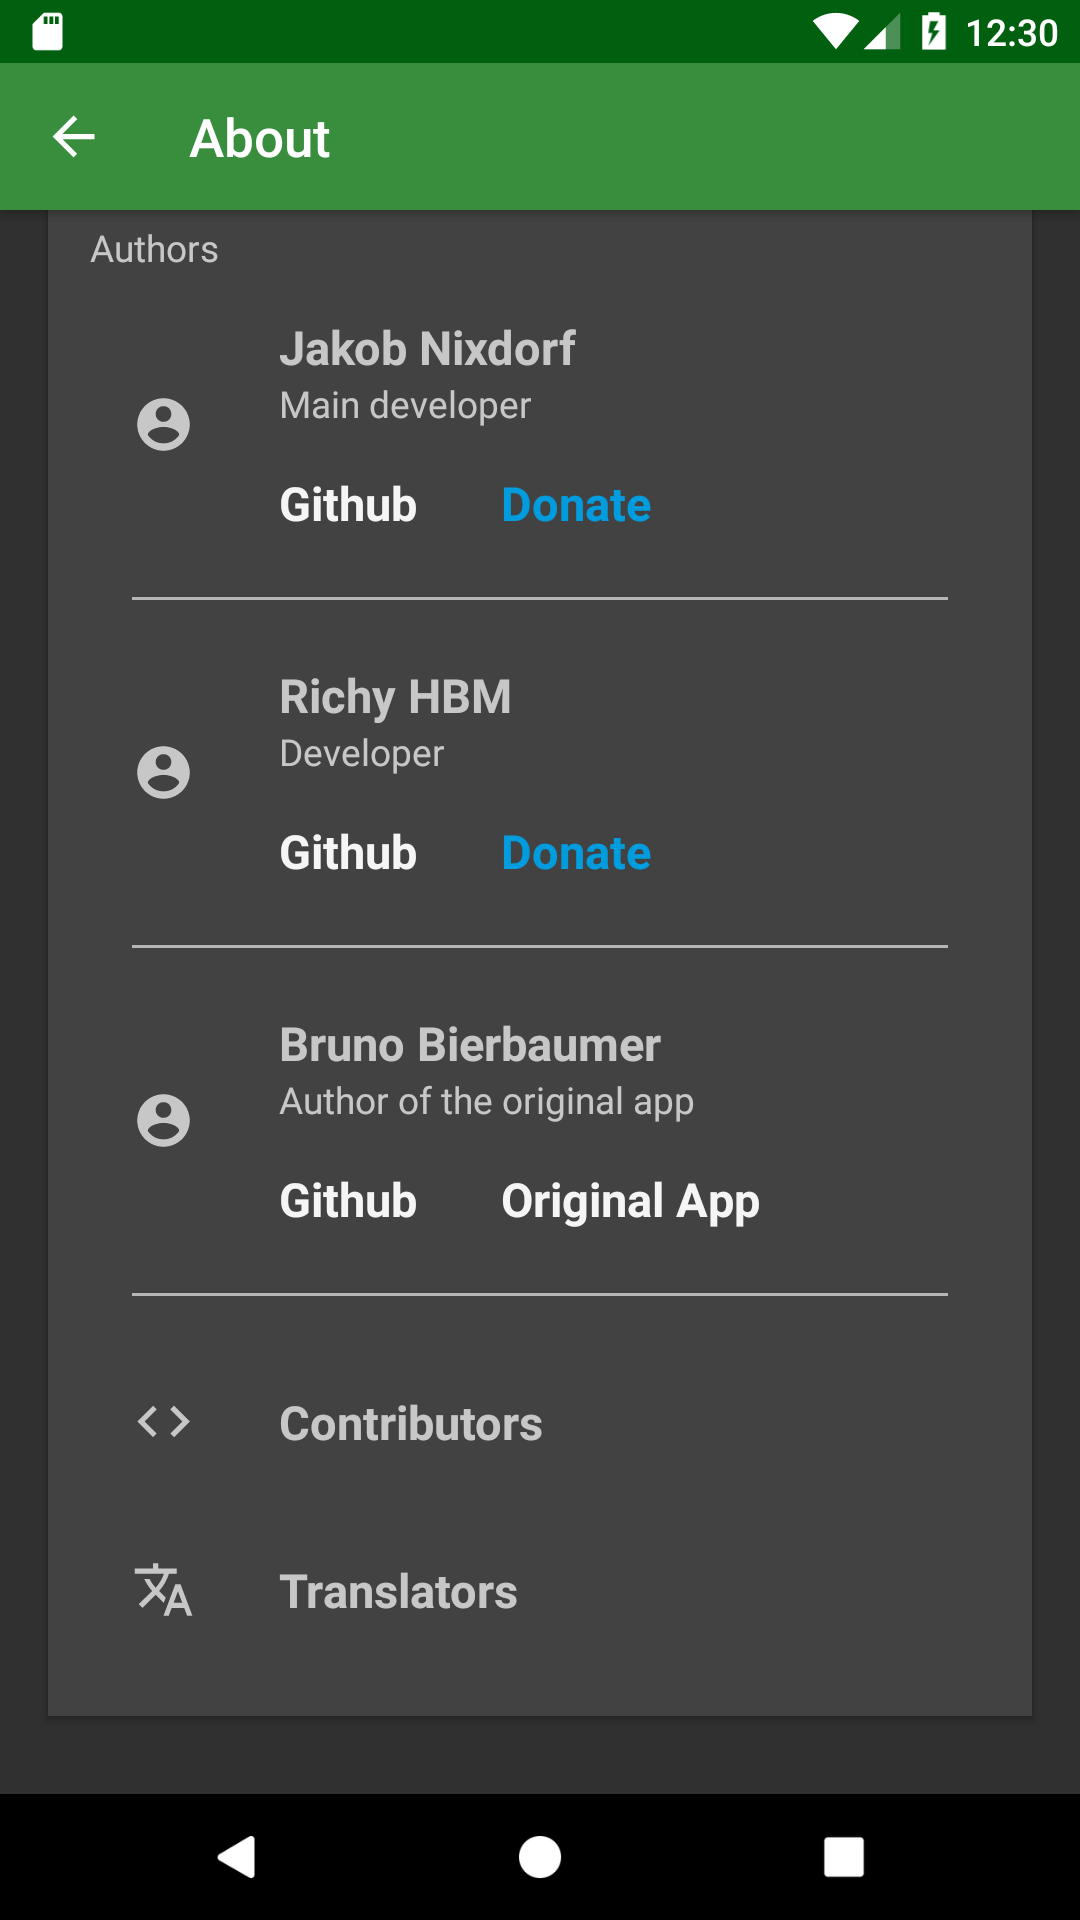 12:30
About
Authors
Jakob Nixdorf
Main developer
Github Donate
Richy HBM
Developer
Github Donate
Bruno Bierbaumer
Author of the original app
Github Original App
Contributors
Translators